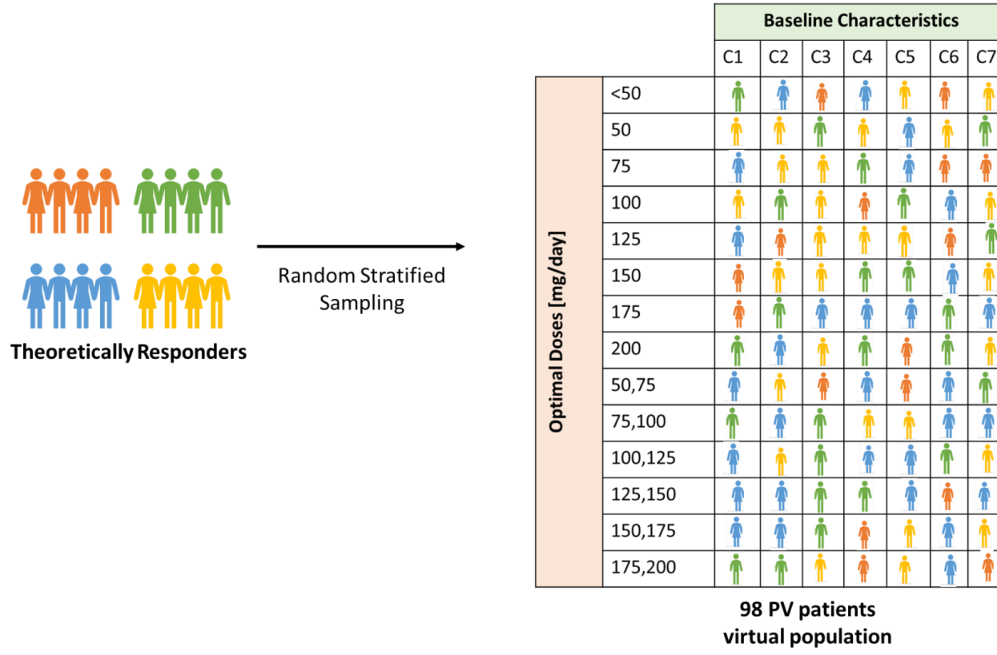 Baseline Characteristics
C1 C2 C3 C4 C5 C6 C7
Optimal Doses [mg/day]
<50
50
75
100
125
150
175
200
50,75
75,100
100,125
125,150
150,175
175,200
Theoretically Responders
Random Stratified
Sampling
98 PV patients
virtual population